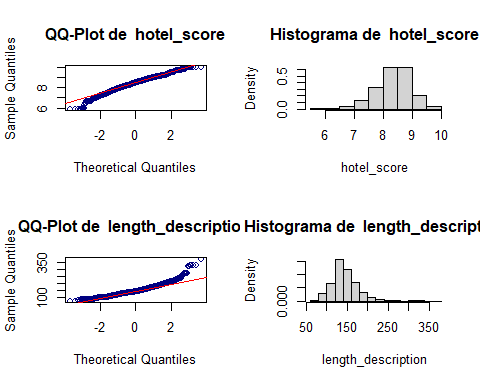 QQ-Plot de hotel_score
Sample Quantiles
6 8
-2 0 2
Theoretical Quantiles
Histograma de hotel_score
Density
0.0 0.5
6 7 8 9 10
hotel_score
QQ-Plot de length_descriptio
Sample Quantiles
100 350
-2 0 2
Theoretical Quantiles
Histograma de length_descript
Density
0.000
50 150 250 350
length_description